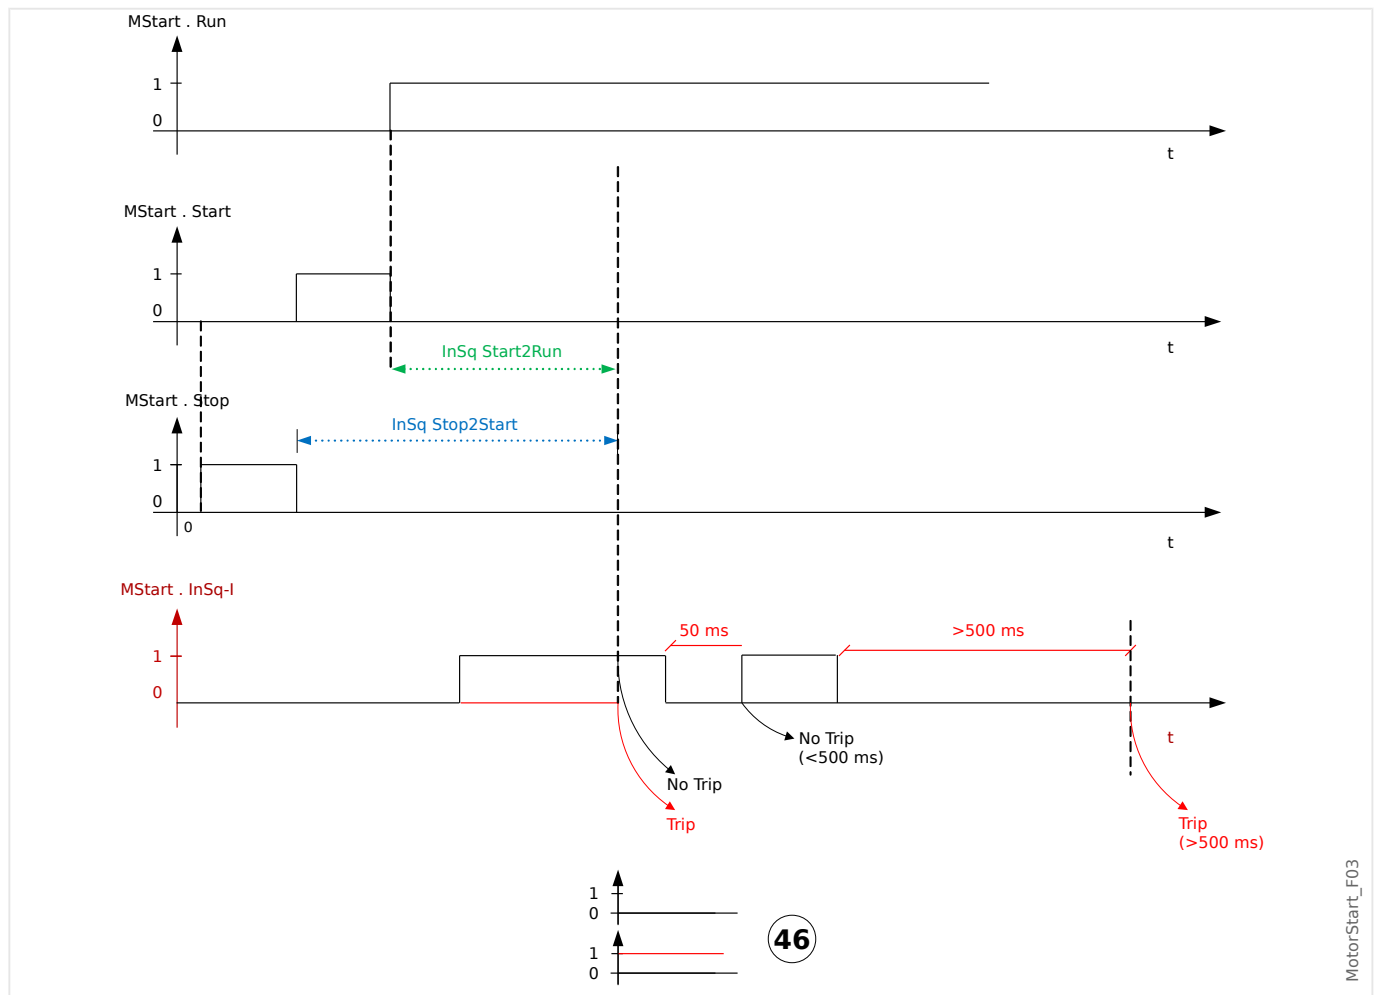 MStart . Run
1
0
t
MStart . Start
1
0
t
InSq Start2Run
MStart . Stop
InSq Stop2Start
1
0
0
t
MStart . InSq-I
50 ms
>500 ms
1
0
No Trip
(<500 ms)
t
No Trip
Trip
Trip
(>500 ms)
1
0
46
1
0
MotorStart_F03